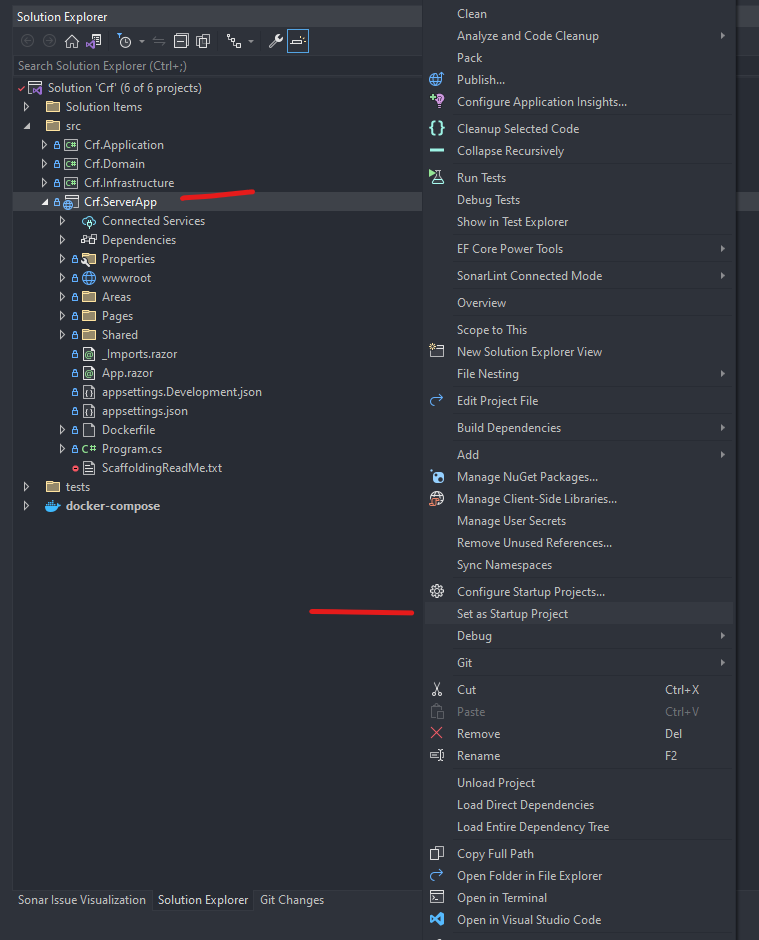 Solution Explorer
Search Solution Explorer (Ctrl+;)
Solution 'Crf' (6 of 6 projects)
Solution Items
src
C# Crf.Application
C# Crf.Domain
C# Crf.Infrastructure
Crf.ServerApp
Connected Services
Dependencies
Properties
wwwroot
Areas
Pages
Shared
_Imports.razor
App.razor
appsettings.Development.json
appsettings.json
Dockerfile
C# Program.cs
ScaffoldingReadMe.txt
tests
docker-compose
Sonar Issue Visualization Solution Explorer Git Changes
Clean
Analyze and Code Cleanup
Pack
Publish...
Configure Application Insights...
Cleanup Selected Code
Collapse Recursively
Run Tests
Debug Tests
Show in Test Explorer
EF Core Power Tools
SonarLint Connected Mode
Overview
Scope to This
New Solution Explorer View
File Nesting
Edit Project File
Build Dependencies
Add
Manage NuGet Packages...
Manage Client-Side Libraries...
Manage User Secrets
Remove Unused References...
Sync Namespaces
Configure Startup Projects...
Set as Startup Project
Debug
Git
Cut Ctrl+X
Paste Ctrl+V
Remove Del
Rename F2
Unload Project
Load Direct Dependencies
Load Entire Dependency Tree
Copy Full Path
Open Folder in File Explorer
Open in Terminal
Open in Visual Studio Code